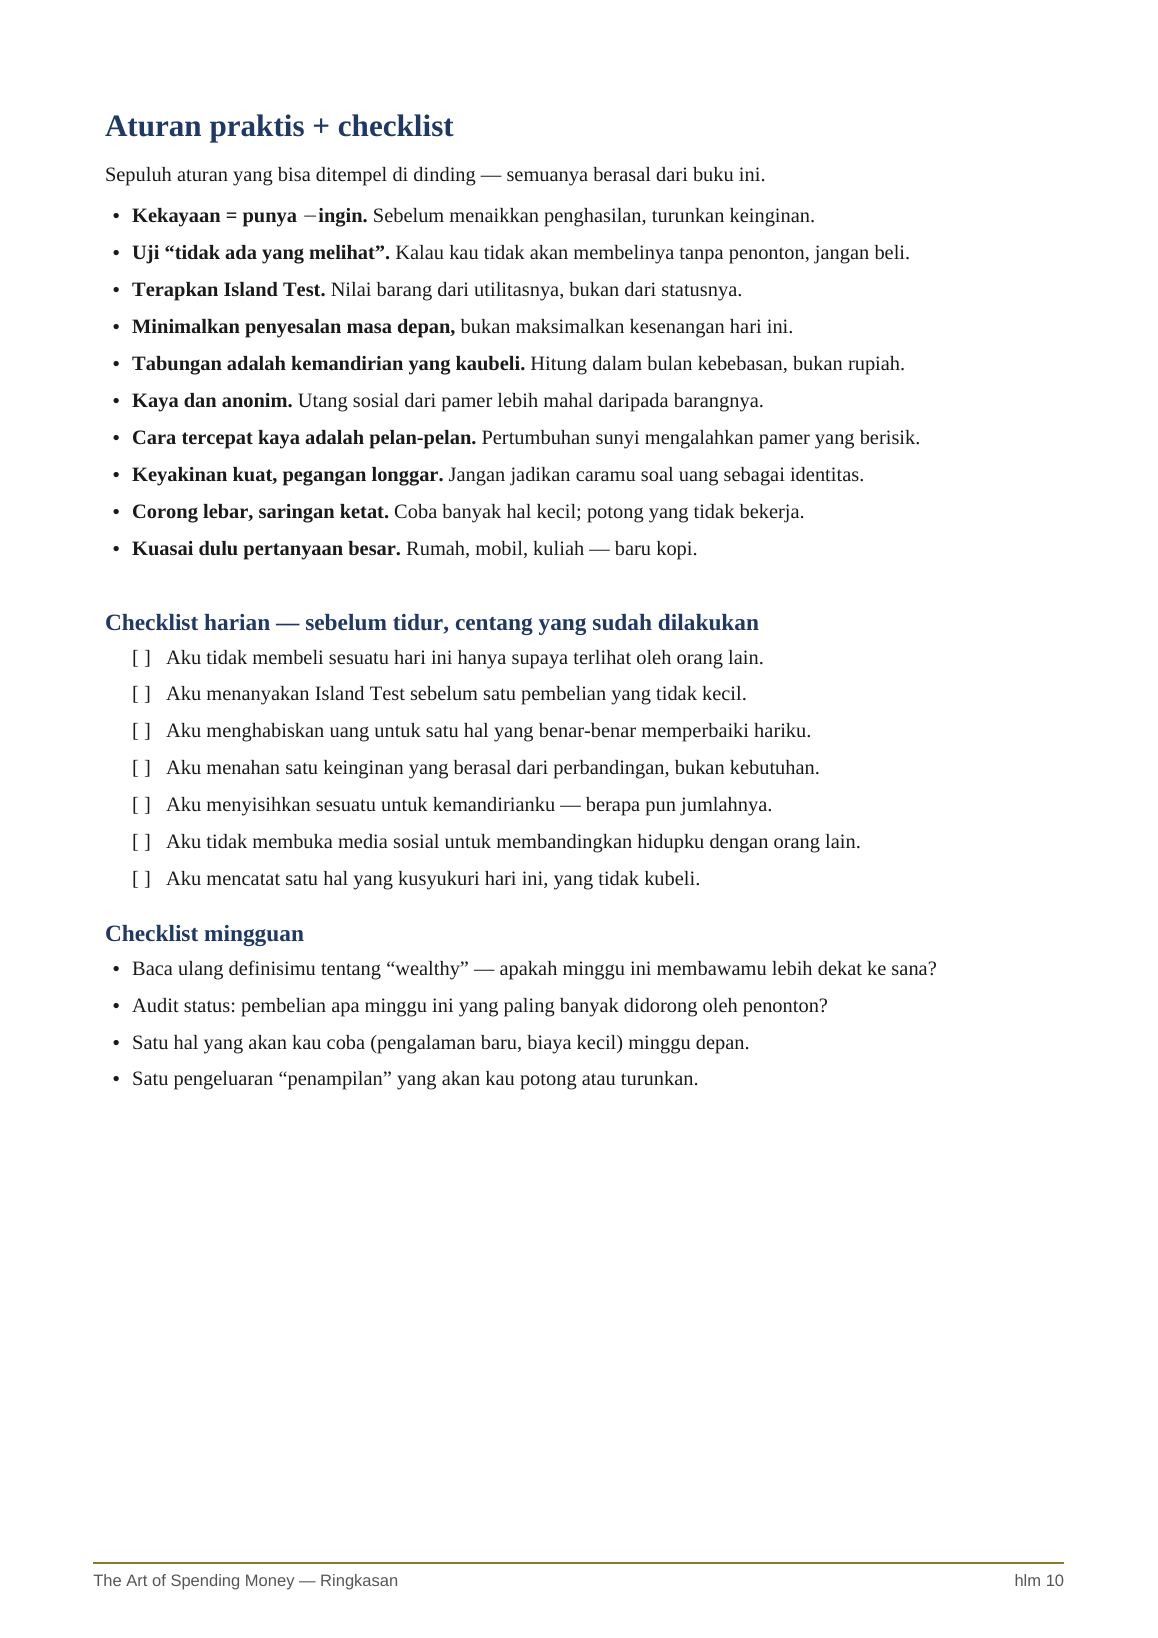 Aturan praktis + checklist
Sepuluh aturan yang bisa ditempel di dinding — semuanya berasal dari buku ini.
• Kekayaan = punya −ingin. Sebelum menaikkan penghasilan, turunkan keinginan.
• Uji “tidak ada yang melihat”. Kalau kau tidak akan membelinya tanpa penonton, jangan beli.
• Terapkan Island Test. Nilai barang dari utilitasnya, bukan dari statusnya.
• Minimalkan penyesalan masa depan, bukan maksimalkan kesenangan hari ini.
• Tabungan adalah kemandirian yang kaubeli. Hitung dalam bulan kebebasan, bukan rupiah.
• Kaya dan anonim. Utang sosial dari pamer lebih mahal daripada barangnya.
• Cara tercepat kaya adalah pelan-pelan. Pertumbuhan sunyi mengalahkan pamer yang berisik.
• Keyakinan kuat, pegangan longgar. Jangan jadikan caramu soal uang sebagai identitas.
• Corong lebar, saringan ketat. Coba banyak hal kecil; potong yang tidak bekerja.
• Kuasai dulu pertanyaan besar. Rumah, mobil, kuliah — baru kopi.
Checklist harian — sebelum tidur, centang yang sudah dilakukan
[ ] Aku tidak membeli sesuatu hari ini hanya supaya terlihat oleh orang lain.
[ ] Aku menanyakan Island Test sebelum satu pembelian yang tidak kecil.
[ ] Aku menghabiskan uang untuk satu hal yang benar-benar memperbaiki hariku.
[ ] Aku menahan satu keinginan yang berasal dari perbandingan, bukan kebutuhan.
[ ] Aku menyisihkan sesuatu untuk kemandirianku — berapa pun jumlahnya.
[ ] Aku tidak membuka media sosial untuk membandingkan hidupku dengan orang lain.
[ ] Aku mencatat satu hal yang kusyukuri hari ini, yang tidak kubeli.
Checklist mingguan
• Baca ulang definisimu tentang “wealthy” — apakah minggu ini membawamu lebih dekat ke sana?
• Audit status: pembelian apa minggu ini yang paling banyak didorong oleh penonton?
• Satu hal yang akan kau coba (pengalaman baru, biaya kecil) minggu depan.
• Satu pengeluaran “penampilan” yang akan kau potong atau turunkan.
The Art of Spending Money — Ringkasan
hlm 10